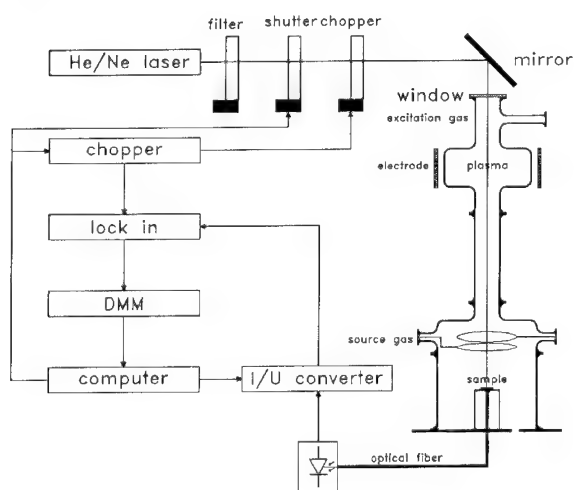 filter
shutter chopper
He/Ne laser
mirror
window
excitation gas
chopper
electrode
plasma
lock in
DMM
source gas
computer
I/U converter
sample
optical fiber